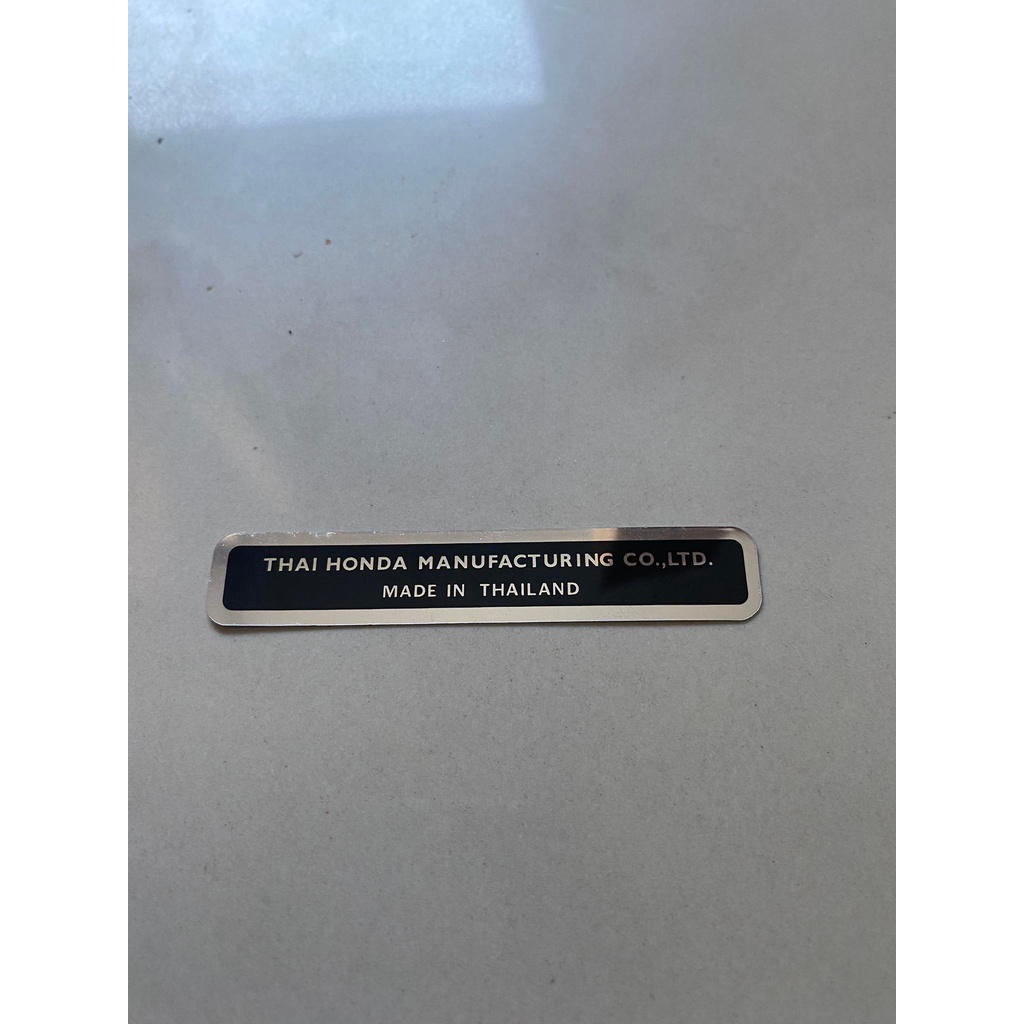 THAI HONDA MANUFACTURING CO.,LTD.
MADE IN THAILAND